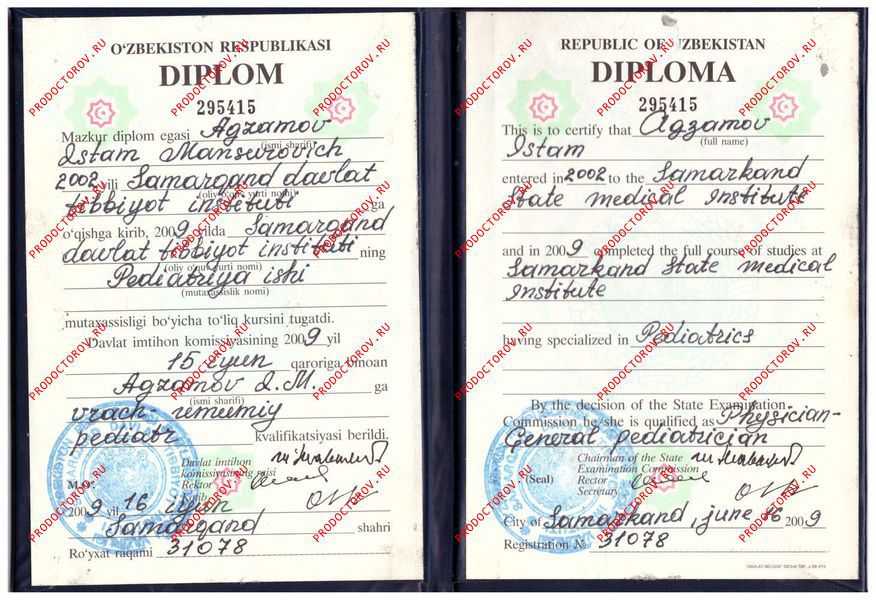 O‘ZBEKISTON RESPUBLIKASI
DIPLOM
295415
Mazkur diplom egasi Agzamov
(ismi sharifi)
Istam Mansurovich
2002 yili Samarqand davlat
(oliy o‘quv yurti nomi)
tibbiyot instituti ga
o‘qishga kirib, 2009 yilda Samarqand
davlat tibbiyot instituti ning
(oliy o‘quv yurti nomi)
Pediatriya ishi
(mutaxassislik nomi)
mutaxassisligi bo‘yicha to‘liq kursini tugatdi.
Davlat imtihon komissiyasining 2009 yil
15 iyun qaroriga binoan
Agzamov I.M. ga
(ismi sharifi)
vrach- umumiy
pediatr kvalifikatsiyasi berildi.
Davlat imtihon
komissiyasining raisi
M.O‘. Rektor
Kotib
2009 yil 16 iyun
Samarqand shahri
Ro‘yxat raqami 31078
REPUBLIC OF UZBEKISTAN
DIPLOMA
295415
This is to certify that Agzamov
(full name)
Istam
entered in 2002 to the Samarkand
State medical Institute
and in 2009 completed the full course of studies at
Samarkand State medical
Institute
having specialized in Pediatrics
By the decision of the State Examination
Commission he/she is qualified as Physician-
General pediatrician
Chairman of the State
Examination Commission
(Seal) Rector
Secretary
City of Samarkand, june 16 2009
Registration № 31078
PRODOCTOROV.RU